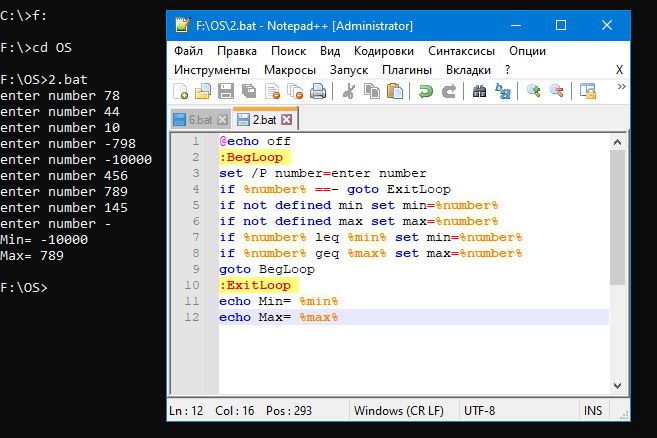 C:\>f:
F:\>cd OS
F:\OS>2.bat
enter number 78
enter number 44
enter number 10
enter number -798
enter number -10000
enter number 456
enter number 789
enter number 145
enter number -
Min= -10000
Max= 789
F:\OS>
F:\OS\2.bat - Notepad++ [Administrator]
Файл Правка Поиск Вид Кодировки Синтаксисы Опции
Инструменты Макросы Запуск Плагины Вкладки ? X
6.bat 2.bat
1 @echo off
2 :BegLoop
3 set /P number=enter number
4 if %number% ==- goto ExitLoop
5 if not defined min set min=%number%
6 if not defined max set max=%number%
7 if %number% leq %min% set min=%number%
8 if %number% geq %max% set max=%number%
9 goto BegLoop
10 :ExitLoop
11 echo Min= %min%
12 echo Max= %max%
Ln : 12 Col : 16 Pos : 293 Windows (CR LF) UTF-8 INS